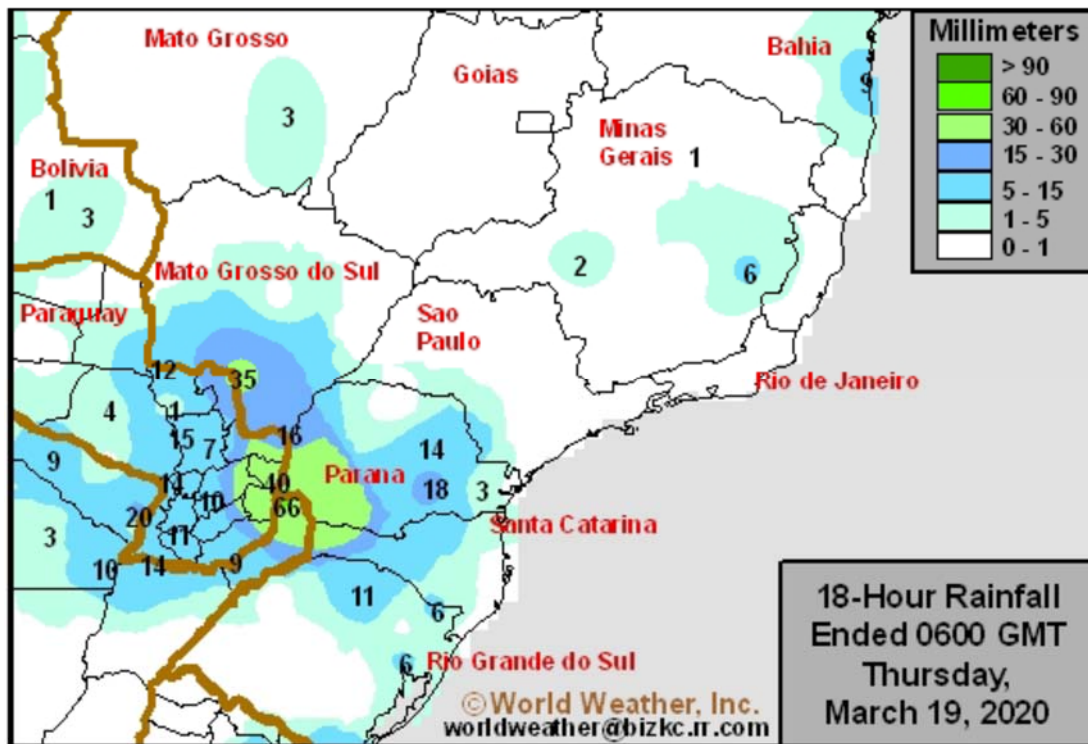 Mato Grosso
Goias
Bahia
Millimeters
> 90
60 - 90
30 - 60
15 - 30
5 - 15
1 - 5
0 - 1
9
3
Minas
Gerais
1
Bolivia
1
3
2
6
Mato Grosso do Sul
Paraguay
Sao
Paulo
Rio de Janeiro
12
35
4
4
15
7
16
14
9
Parana
14
40
18
3
10
66
20
11
Santa Catarina
3
10
14
9
11
6
6
Rio Grande do Sul
18-Hour Rainfall
Ended 0600 GMT
Thursday,
March 19, 2020
©World Weather, Inc.
worldweather@bizkc.rr.com